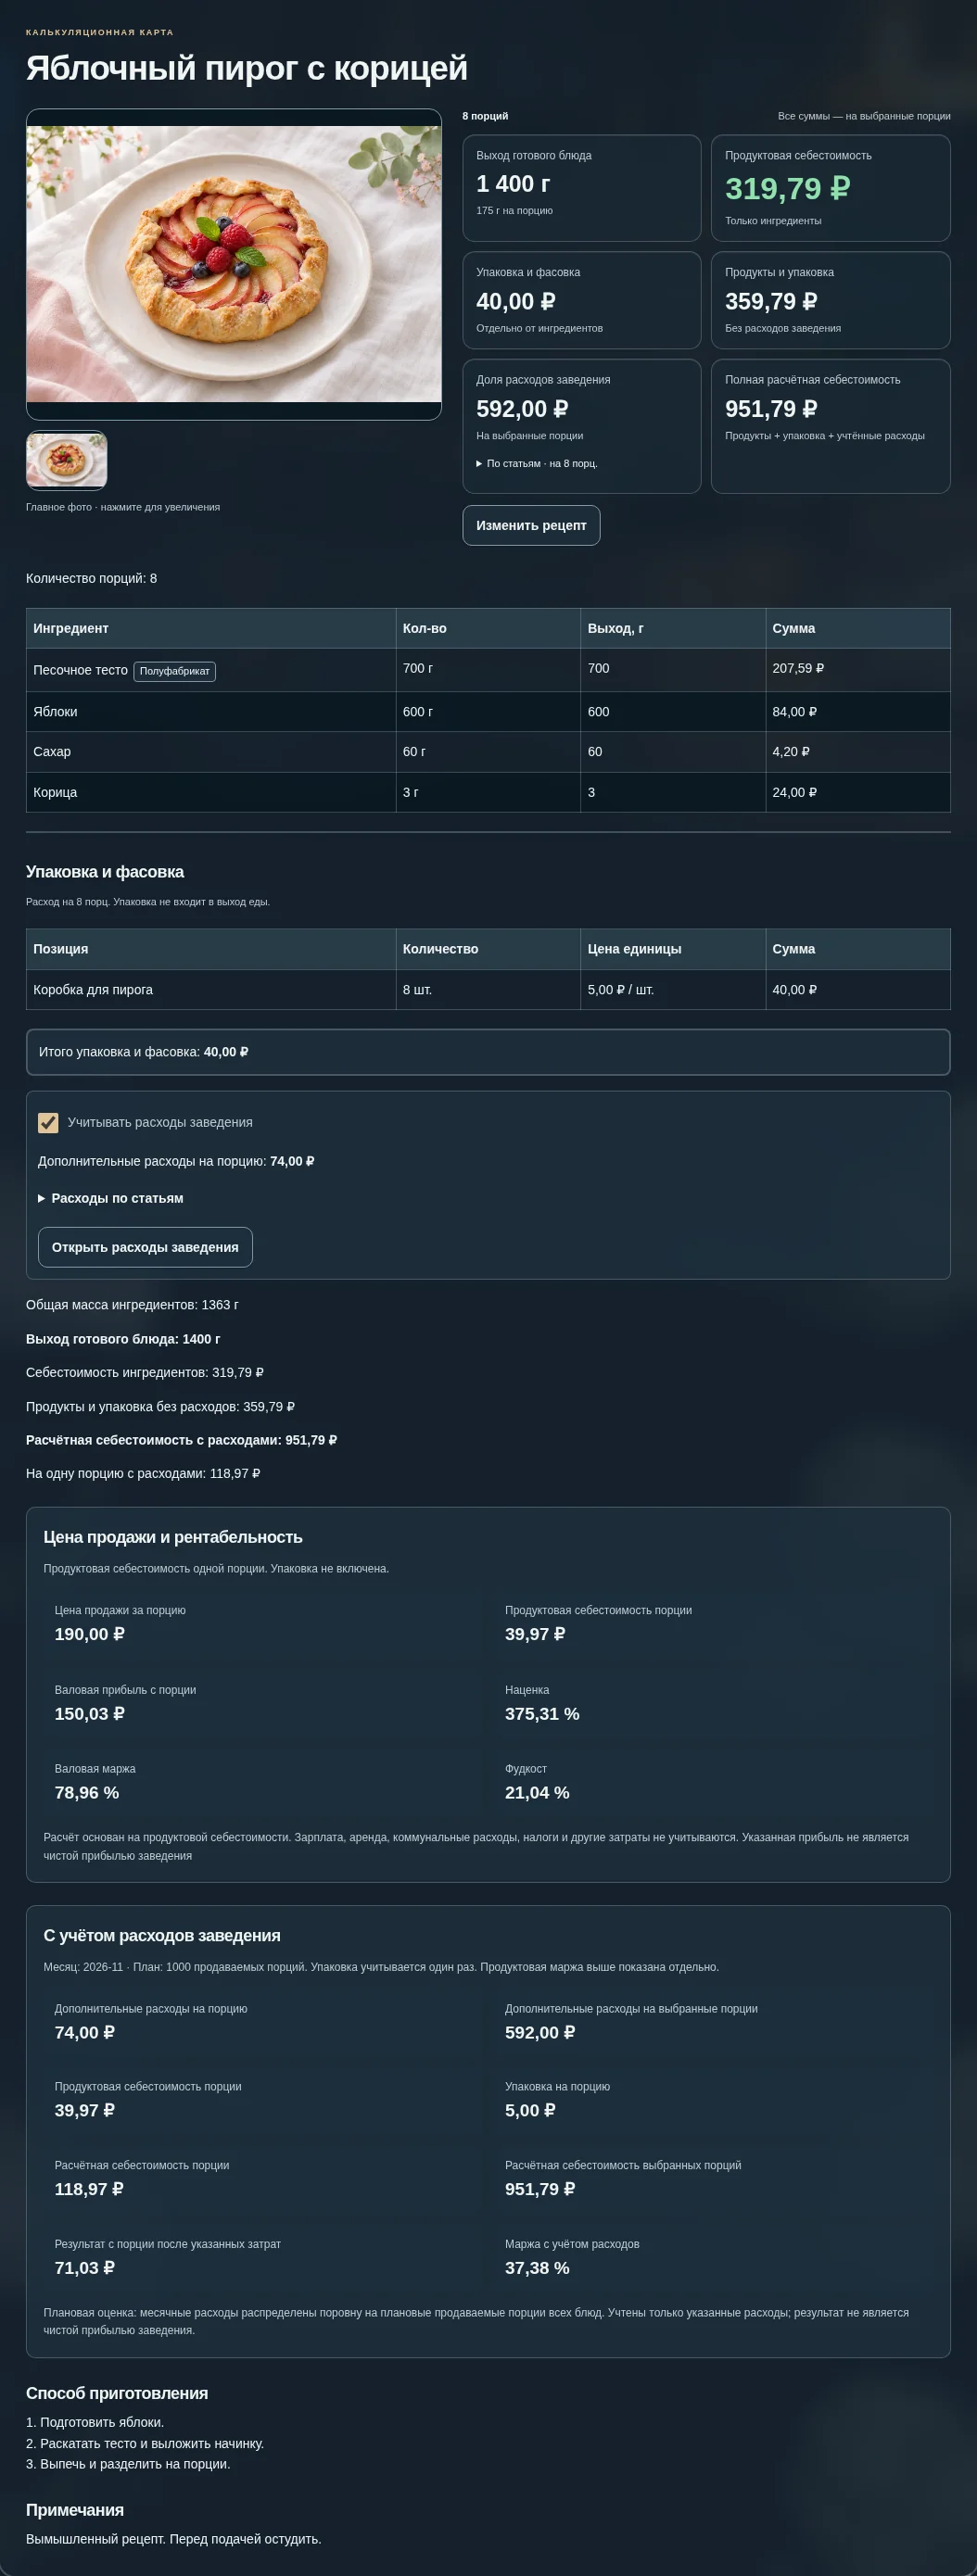 КАЛЬКУЛЯЦИОННАЯ КАРТА
Яблочный пирог с корицей
8 порций
Все суммы — на выбранные порции
Выход готового блюда
1 400 г
175 г на порцию
Продуктовая себестоимость
319,79 ₽
Только ингредиенты
Упаковка и фасовка
40,00 ₽
Отдельно от ингредиентов
Продукты и упаковка
359,79 ₽
Без расходов заведения
Доля расходов заведения
592,00 ₽
На выбранные порции
▶ По статьям · на 8 порц.
Полная расчётная себестоимость
951,79 ₽
Продукты + упаковка + учтённые расходы
Главное фото · нажмите для увеличения
Изменить рецепт
Количество порций: 8
Ингредиент Кол-во Выход, г Сумма
Песочное тесто Полуфабрикат 700 г 700 207,59 ₽
Яблоки 600 г 600 84,00 ₽
Сахар 60 г 60 4,20 ₽
Корица 3 г 3 24,00 ₽
Упаковка и фасовка
Расход на 8 порц. Упаковка не входит в выход еды.
Позиция Количество Цена единицы Сумма
Коробка для пирога 8 шт. 5,00 ₽ / шт. 40,00 ₽
Итого упаковка и фасовка: 40,00 ₽
Учитывать расходы заведения
Дополнительные расходы на порцию: 74,00 ₽
▶ Расходы по статьям
Открыть расходы заведения
Общая масса ингредиентов: 1363 г
Выход готового блюда: 1400 г
Себестоимость ингредиентов: 319,79 ₽
Продукты и упаковка без расходов: 359,79 ₽
Расчётная себестоимость с расходами: 951,79 ₽
На одну порцию с расходами: 118,97 ₽
Цена продажи и рентабельность
Продуктовая себестоимость одной порции. Упаковка не включена.
Цена продажи за порцию
190,00 ₽
Продуктовая себестоимость порции
39,97 ₽
Валовая прибыль с порции
150,03 ₽
Наценка
375,31 %
Валовая маржа
78,96 %
Фудкост
21,04 %
Расчёт основан на продуктовой себестоимости. Зарплата, аренда, коммунальные расходы, налоги и другие затраты не учитываются. Указанная прибыль не является
чистой прибылью заведения
С учётом расходов заведения
Месяц: 2026-11 · План: 1000 продаваемых порций. Упаковка учитывается один раз. Продуктовая маржа выше показана отдельно.
Дополнительные расходы на порцию
74,00 ₽
Дополнительные расходы на выбранные порции
592,00 ₽
Продуктовая себестоимость порции
39,97 ₽
Упаковка на порцию
5,00 ₽
Расчётная себестоимость порции
118,97 ₽
Расчётная себестоимость выбранных порций
951,79 ₽
Результат с порции после указанных затрат
71,03 ₽
Маржа с учётом расходов
37,38 %
Плановая оценка: месячные расходы распределены поровну на плановые продаваемые порции всех блюд. Учтены только указанные расходы; результат не является
чистой прибылью заведения.
Способ приготовления
1. Подготовить яблоки.
2. Раскатать тесто и выложить начинку.
3. Выпечь и разделить на порции.
Примечания
Вымышленный рецепт. Перед подачей остудить.